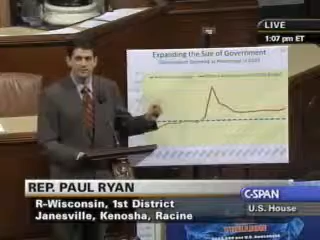 LIVE
1:07 pm ET
Expanding the Size of Government
REP. PAUL RYAN
R-Wisconsin, 1st District
Janesville, Kenosha, Racine
C-SPAN
U.S. House